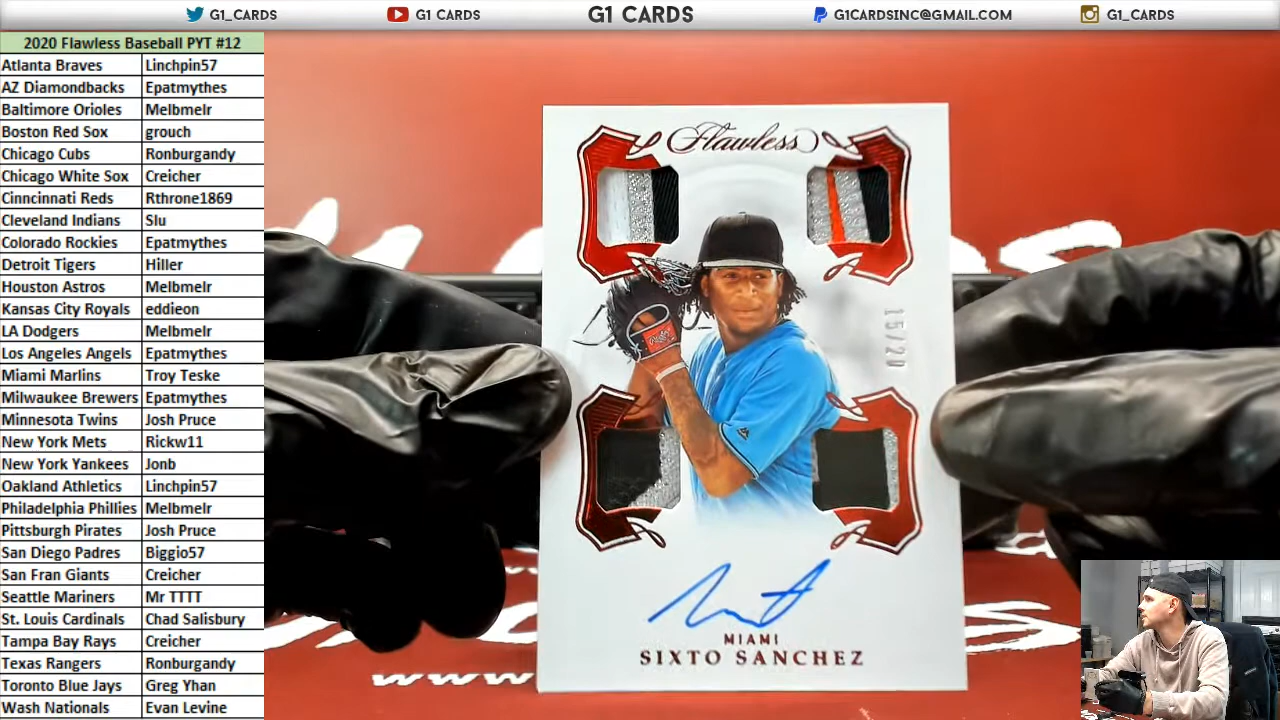 G1_CARDS
G1 CARDS
G1 CARDS
G1CARDSINC@GMAIL.COM
G1_CARDS
2020 Flawless Baseball PYT #12
Atlanta Braves Linchpin57
AZ Diamondbacks Epatmythes
Baltimore Orioles Melbmelr
Boston Red Sox grouch
Chicago Cubs Ronburgandy
Chicago White Sox Creicher
Cinncinnati Reds Rthrone1869
Cleveland Indians Slu
Colorado Rockies Epatmythes
Detroit Tigers Hiller
Houston Astros Melbmelr
Kansas City Royals eddieon
LA Dodgers Melbmelr
Los Angeles Angels Epatmythes
Miami Marlins Troy Teske
Milwaukee Brewers Epatmythes
Minnesota Twins Josh Pruce
New York Mets Rickw11
New York Yankees Jonb
Oakland Athletics Linchpin57
Philadelphia Phillies Melbmelr
Pittsburgh Pirates Josh Pruce
San Diego Padres Biggio57
San Fran Giants Creicher
Seattle Mariners Mr TTTT
St. Louis Cardinals Chad Salisbury
Tampa Bay Rays Creicher
Texas Rangers Ronburgandy
Toronto Blue Jays Greg Yhan
Wash Nationals Evan Levine
Flawless
15/20
MIAMI
SIXTO SANCHEZ
www.